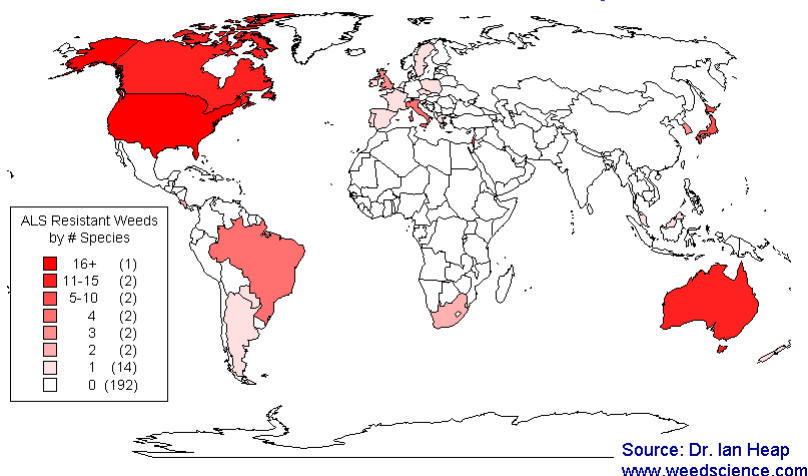 ALS Resistant Weeds
by # Species
16+ (1)
11-15 (2)
5-10 (2)
4 (2)
3 (2)
2 (2)
1 (14)
0 (192)
Source: Dr. Ian Heap
www.weedscience.com